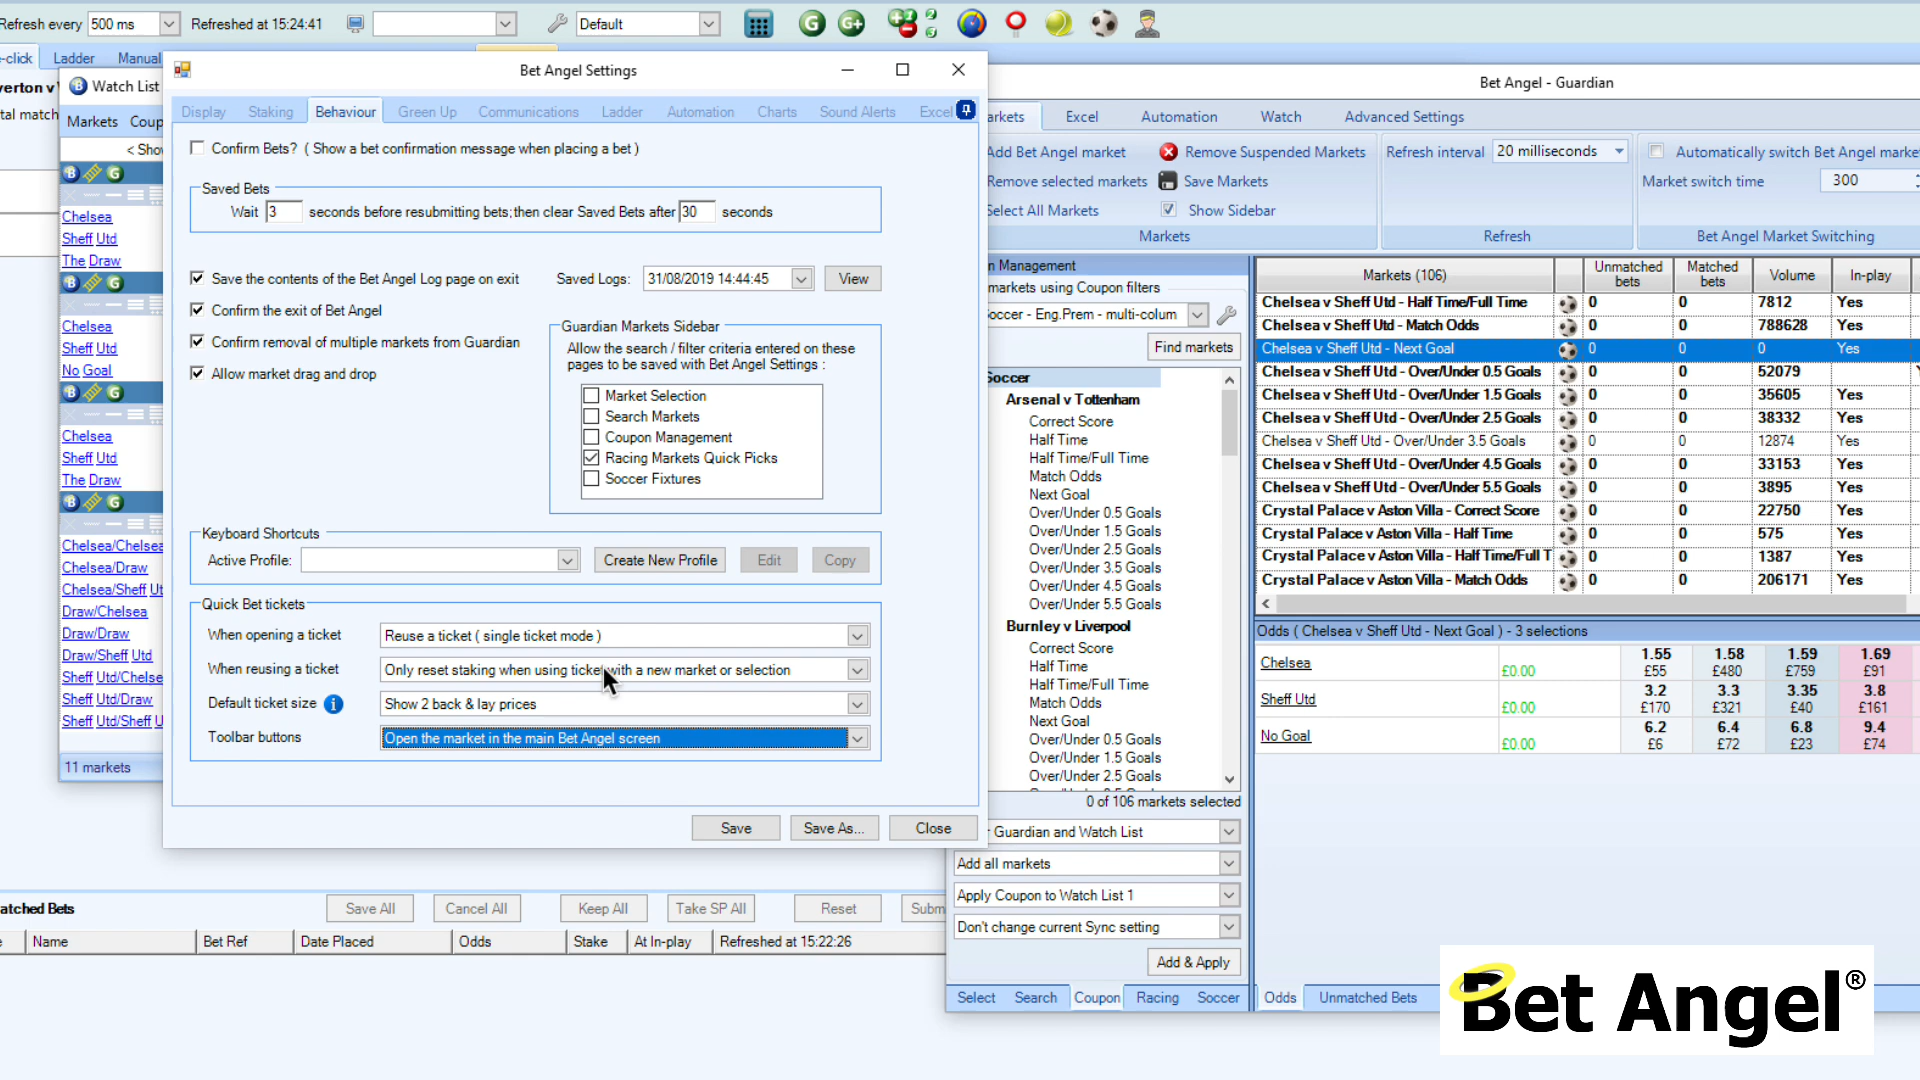 Refresh every 500 ms Refreshed at 15:24:41 Default
-click Ladder Manual
Bet Angel Settings
Display Staking Behaviour Green Up Communications Ladder Automation Charts Sound Alerts Excel
Confirm Bets? ( Show a bet confirmation message when placing a bet )
Saved Bets
Wait 3 seconds before resubmitting bets;then clear Saved Bets after 30 seconds
Save the contents of the Bet Angel Log page on exit Saved Logs: 31/08/2019 14:44:45 View
Confirm the exit of Bet Angel
Confirm removal of multiple markets from Guardian
Allow market drag and drop
Guardian Markets Sidebar
Allow the search / filter criteria entered on these
pages to be saved with Bet Angel Settings :
Market Selection
Search Markets
Coupon Management
Racing Markets Quick Picks
Soccer Fixtures
Keyboard Shortcuts
Active Profile: Create New Profile Edit Copy
Quick Bet tickets
When opening a ticket Reuse a ticket ( single ticket mode )
When reusing a ticket Only reset staking when using ticket with a new market or selection
Default ticket size Show 2 back & lay prices
Toolbar buttons Open the market in the main Bet Angel screen
Save Save As... Close
verton v
tal match
Watch List
Markets Coup
< Sho
Chelsea
Sheff Utd
The Draw
Chelsea
Sheff Utd
No Goal
Chelsea
Sheff Utd
The Draw
Chelsea/Chelsea
Chelsea/Draw
Chelsea/Sheff Ut
Draw/Chelsea
Draw/Draw
Draw/Sheff Utd
Sheff Utd/Chelse
Sheff Utd/Draw
Sheff Utd/Sheff U
11 markets
atched Bets Save All Cancel All Keep All Take SP All Reset Subm
e Name Bet Ref Date Placed Odds Stake At In-play Refreshed at 15:22:26
Bet Angel - Guardian
arkets Excel Automation Watch Advanced Settings
Add Bet Angel market Remove Suspended Markets Refresh interval 20 milliseconds Automatically switch Bet Angel marke
Remove selected markets Save Markets Market switch time 300
Select All Markets Show Sidebar
Markets Refresh Bet Angel Market Switching
n Management
markets using Coupon filters
occer - Eng.Prem - multi-colum
Find markets
Soccer
Arsenal v Tottenham
Correct Score
Half Time
Half Time/Full Time
Match Odds
Next Goal
Over/Under 0.5 Goals
Over/Under 1.5 Goals
Over/Under 2.5 Goals
Over/Under 3.5 Goals
Over/Under 4.5 Goals
Over/Under 5.5 Goals
Burnley v Liverpool
Correct Score
Half Time
Half Time/Full Time
Match Odds
Next Goal
Over/Under 0.5 Goals
Over/Under 1.5 Goals
Over/Under 2.5 Goals
0 of 106 markets selected
r Guardian and Watch List
Add all markets
Apply Coupon to Watch List 1
Don't change current Sync setting
Add & Apply
Select Search Coupon Racing Soccer
Markets (106) Unmatched bets Matched bets Volume In-play
Chelsea v Sheff Utd - Half Time/Full Time 0 0 7812 Yes
Chelsea v Sheff Utd - Match Odds 0 0 788628 Yes
Chelsea v Sheff Utd - Next Goal 0 0 0 Yes
Chelsea v Sheff Utd - Over/Under 0.5 Goals 0 0 52079
Chelsea v Sheff Utd - Over/Under 1.5 Goals 0 0 35605 Yes
Chelsea v Sheff Utd - Over/Under 2.5 Goals 0 0 38332 Yes
Chelsea v Sheff Utd - Over/Under 3.5 Goals 0 0 12874 Yes
Chelsea v Sheff Utd - Over/Under 4.5 Goals 0 0 33153 Yes
Chelsea v Sheff Utd - Over/Under 5.5 Goals 0 0 3895 Yes
Crystal Palace v Aston Villa - Correct Score 0 0 22750 Yes
Crystal Palace v Aston Villa - Half Time 0 0 575 Yes
Crystal Palace v Aston Villa - Half Time/Full T 0 0 1387 Yes
Crystal Palace v Aston Villa - Match Odds 0 0 206171 Yes
Odds ( Chelsea v Sheff Utd - Next Goal ) - 3 selections
Chelsea 1.55 1.58 1.59 1.69
£0.00 £55 £480 £759 £91
Sheff Utd 3.2 3.3 3.35 3.8
£0.00 £170 £321 £40 £161
No Goal 6.2 6.4 6.8 9.4
£0.00 £6 £72 £23 £74
Odds Unmatched Bets
Bet Angel®